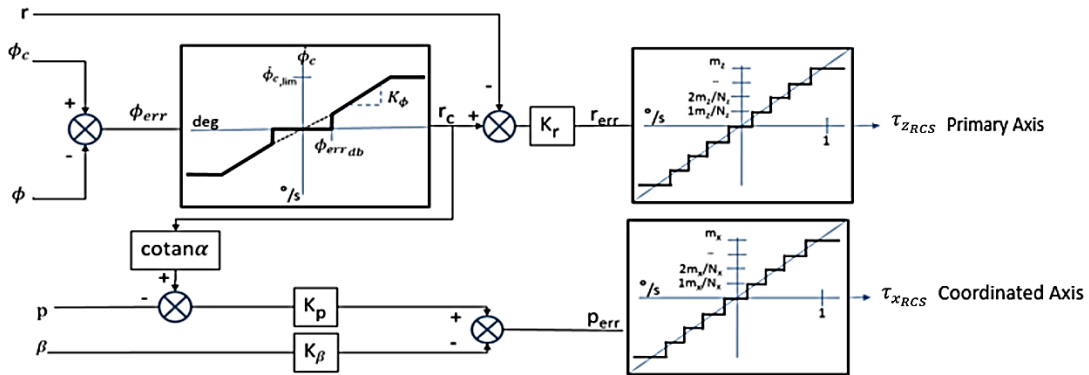 r
ϕc
+
-
ϕerr
ϕ
deg
ϕ̇c,lim
ϕ̇c
Kϕ
ϕerr db
°/s
rc
+
-
Kr
rerr
°/s
mz
–
2mz/Nz
1mz/Nz
1
τzRCS Primary Axis
cotanα
+
-
p
β
Kp
Kβ
+
-
perr
°/s
mx
–
2mx/Nx
1mx/Nx
1
τxRCS Coordinated Axis